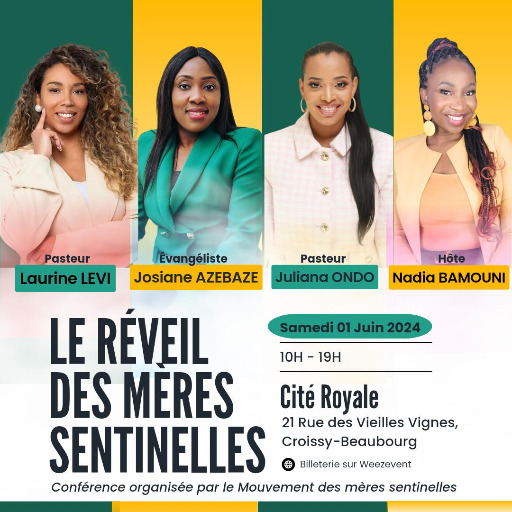 Pasteur
Laurine LEVI
Évangéliste
Josiane AZEBAZE
Pasteur
Juliana ONDO
Hôte
Nadia BAMOUNI
LE RÉVEIL
DES MÈRES
SENTINELLES
Samedi 01 Juin 2024
10H - 19H
Cité Royale
21 Rue des Vieilles Vignes,
Croissy-Beaubourg
Billeterie sur Weezevent
Conférence organisée par le Mouvement des mères sentinelles